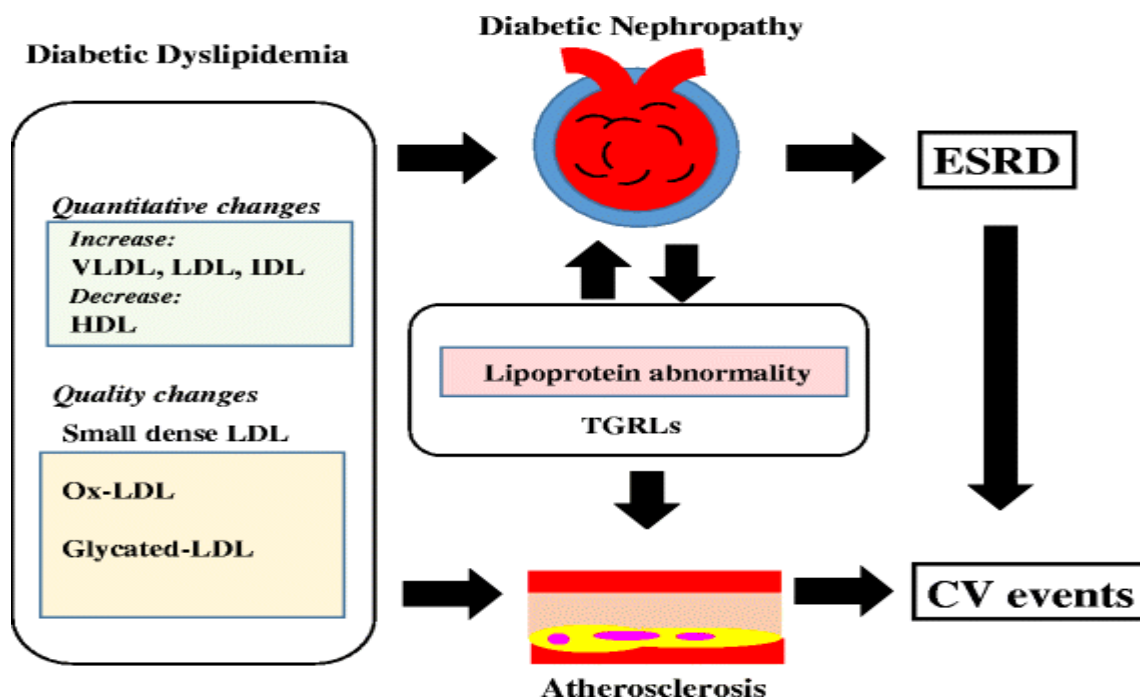 Diabetic Dyslipidemia
Quantitative changes
Increase:
VLDL, LDL, IDL
Decrease:
HDL
Quality changes
Small dense LDL
Ox-LDL
Glycated-LDL
Diabetic Nephropathy
Lipoprotein abnormality
TGRLs
Atherosclerosis
ESRD
CV events